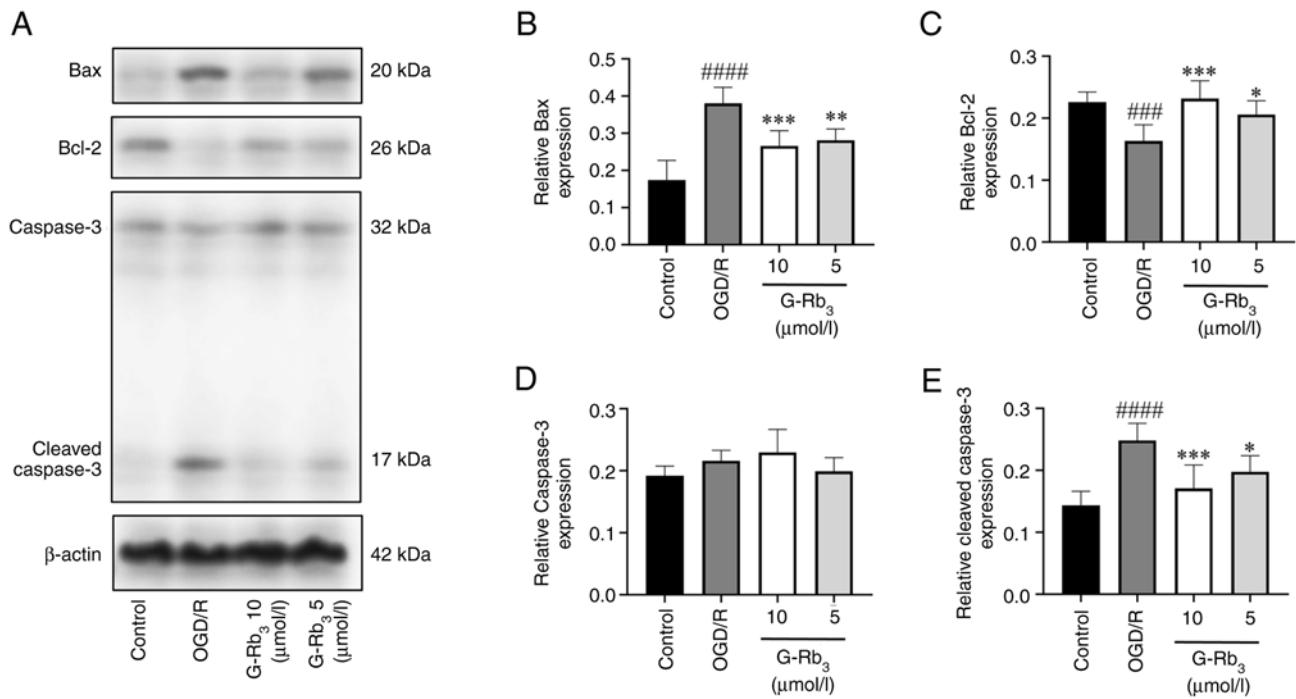 A
Bax
20 kDa
Bcl-2
26 kDa
Caspase-3
32 kDa
Cleaved
caspase-3
17 kDa
β-actin
42 kDa
Control
OGD/R
G-Rb3 10
(μmol/l)
G-Rb3 5
(μmol/l)
B
Relative Bax
expression
0.5
0.4
0.3
0.2
0.1
0.0
####
***
**
Control
OGD/R
10
5
G-Rb3
(μmol/l)
C
Relative Bcl-2
expression
0.3
0.2
0.1
0.0
###
***
*
Control
OGD/R
10
5
G-Rb3
(μmol/l)
D
Relative Caspase-3
expression
0.3
0.2
0.1
0.0
Control
OGD/R
10
5
G-Rb3
(μmol/l)
E
Relative cleaved caspase-3
expression
0.3
0.2
0.1
0.0
####
***
*
Control
OGD/R
10
5
G-Rb3
(μmol/l)